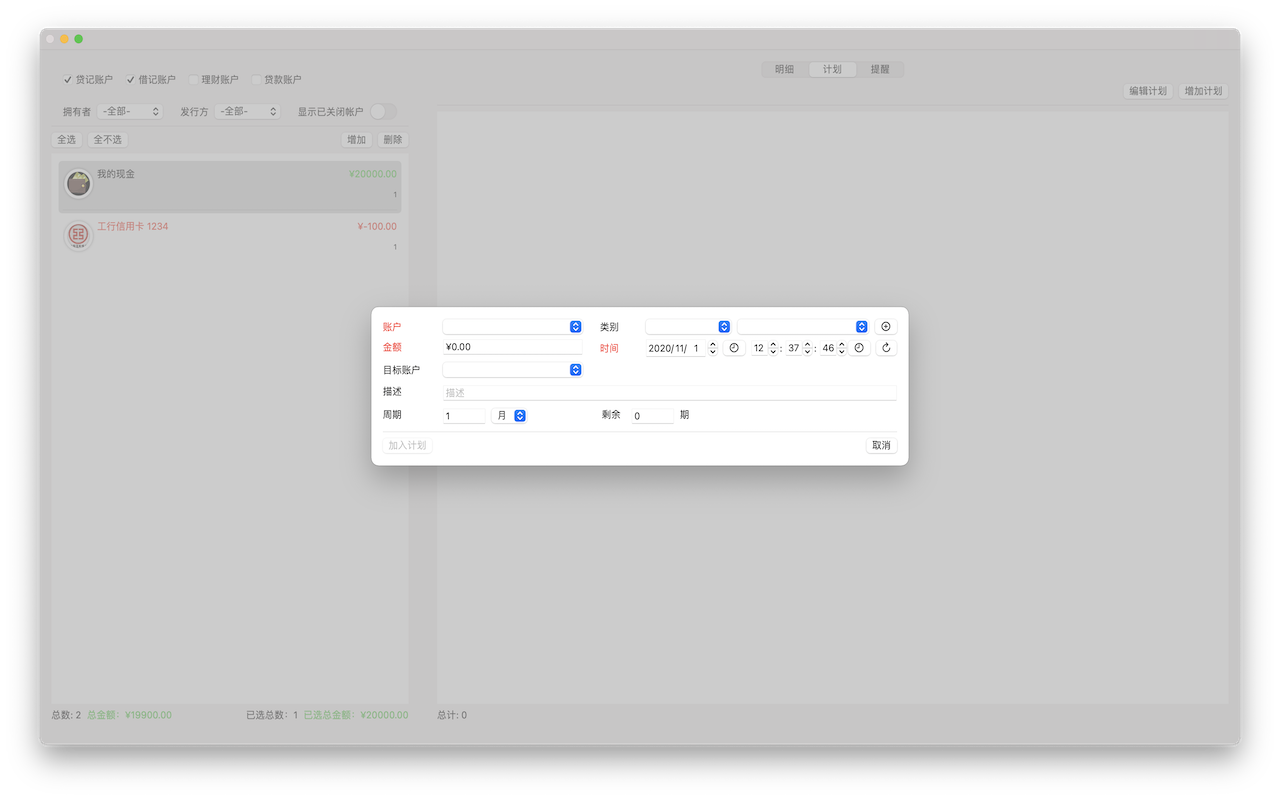 贷记账户 借记账户 理财账户 贷款账户
明细 计划 提醒
编辑计划 增加计划
拥有者 -全部- 发行方 -全部- 显示已关闭帐户
全选 全不选 增加 删除
我的现金 ¥20000.00
1
工行信用卡 1234 ¥-100.00
1
账户 类别
金额 ¥0.00 时间 2020/11/ 1 12 : 37 : 46
目标账户
描述 描述
周期 1 月 剩余 0 期
加入计划 取消
总数: 2 总金额: ¥19900.00 已选总数: 1 已选总金额: ¥20000.00 总计: 0